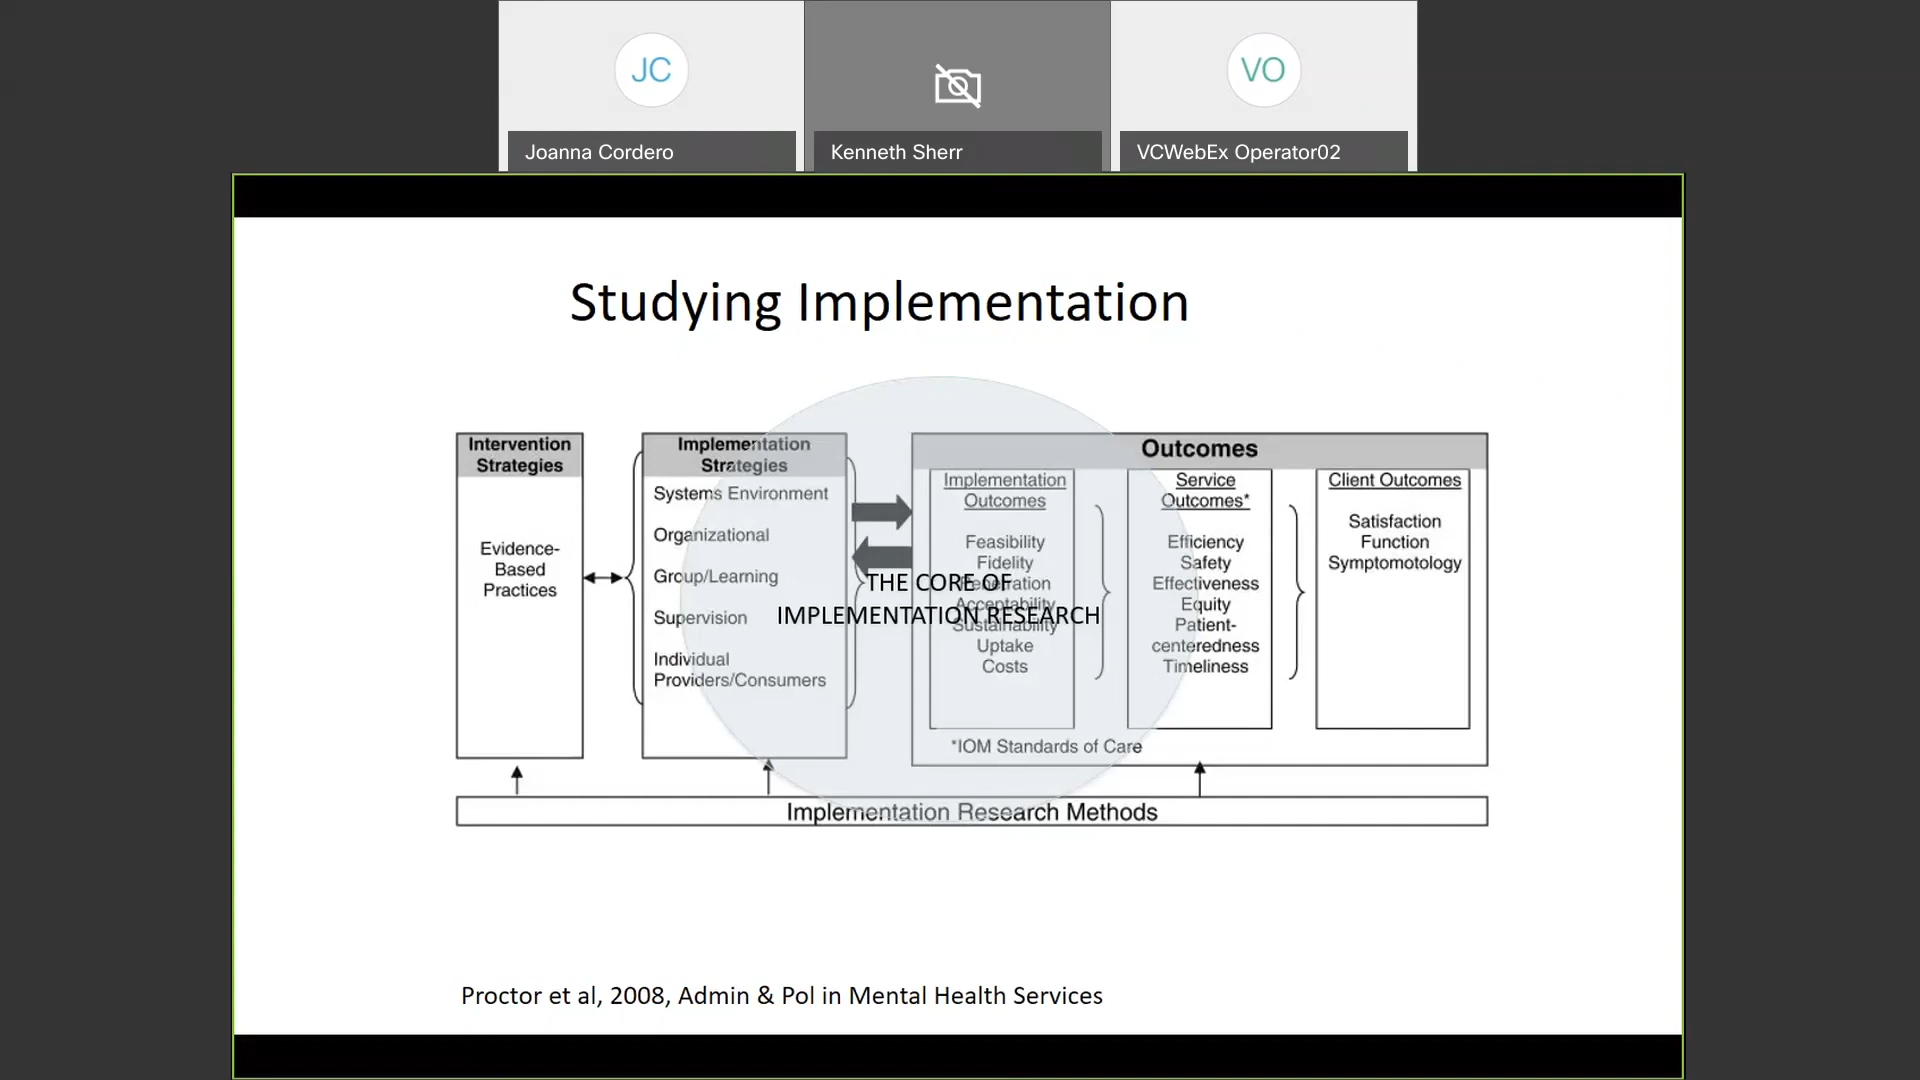 JC
VO
Joanna Cordero
Kenneth Sherr
VCWebEx Operator02
Studying Implementation
Intervention
Strategies
Evidence-
Based
Practices
Implementation
Strategies
Systems Environment
Organizational
Group/Learning
Supervision
Individual
Providers/Consumers
THE CORE OF
IMPLEMENTATION RESEARCH
Outcomes
Implementation
Outcomes
Feasibility
Fidelity
Penetration
Acceptability
Sustainability
Uptake
Costs
Service
Outcomes*
Efficiency
Safety
Effectiveness
Equity
Patient-
centeredness
Timeliness
Client Outcomes
Satisfaction
Function
Symptomotology
*IOM Standards of Care
Implementation Research Methods
Proctor et al, 2008, Admin & Pol in Mental Health Services